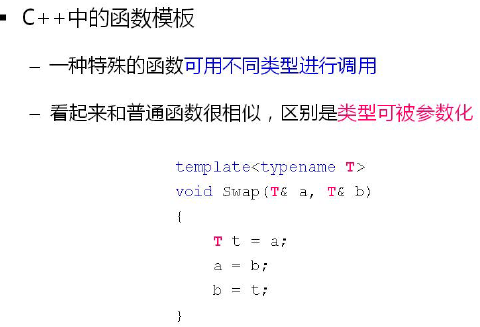 ▪ C++中的函数模板
– 一种特殊的函数可用不同类型进行调用
– 看起来和普通函数很相似，区别是类型可被参数化
template<typename T>
void Swap(T& a, T& b)
{
    T t = a;
    a = b;
    b = t;
}